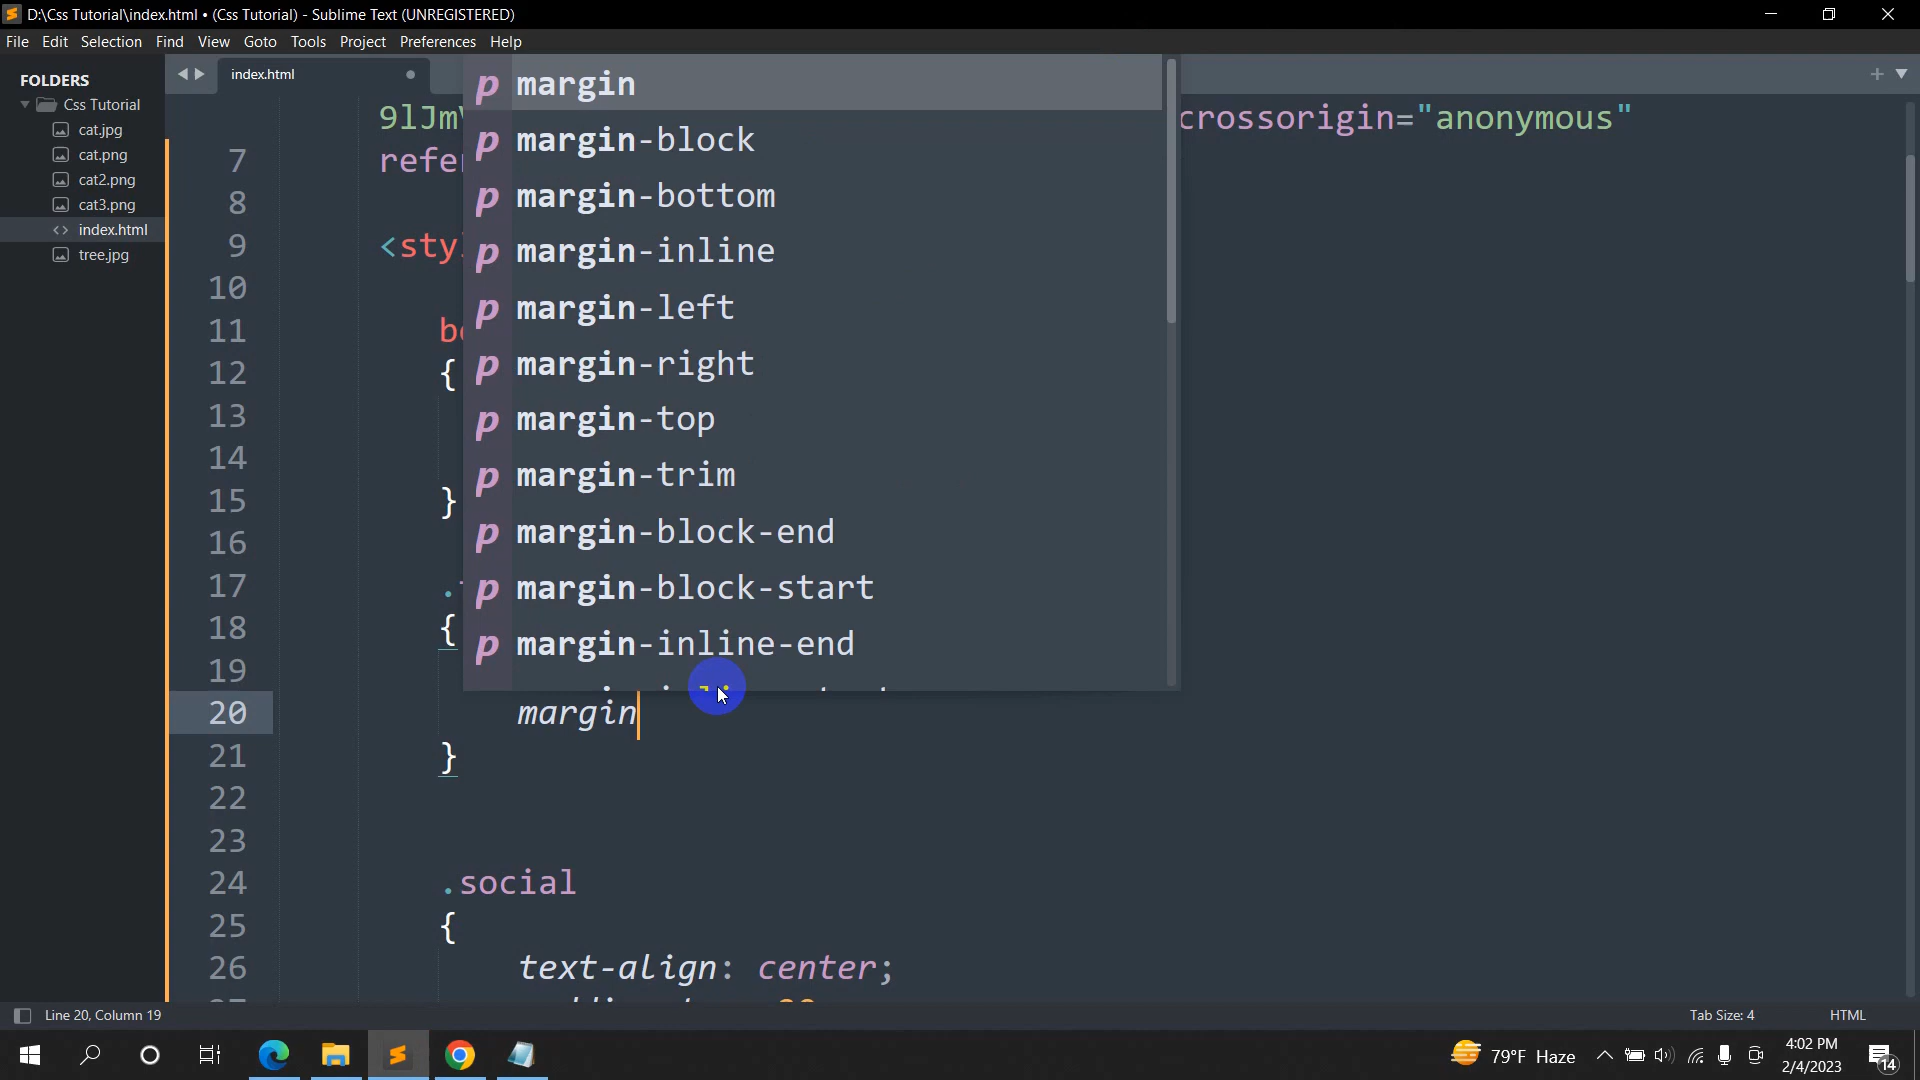 D:\Css Tutorial\index.html • (Css Tutorial) - Sublime Text (UNREGISTERED)
File Edit Selection Find View Goto Tools Project Preferences Help
FOLDERS
Css Tutorial
cat.jpg
cat.png
cat2.png
cat3.png
index.html
tree.jpg
index.html
crossorigin="anonymous"
7
8
9 <sty
10
11
12 {
13
14
15 }
16
17 .
18 {
19
20 margin
21 }
22
23
24 .social
25 {
26 text-align: center;
p margin
p margin-block
p margin-bottom
p margin-inline
p margin-left
p margin-right
p margin-top
p margin-trim
p margin-block-end
p margin-block-start
p margin-inline-end
Line 20, Column 19
Tab Size: 4
HTML
79°F Haze
4:02 PM
2/4/2023
14